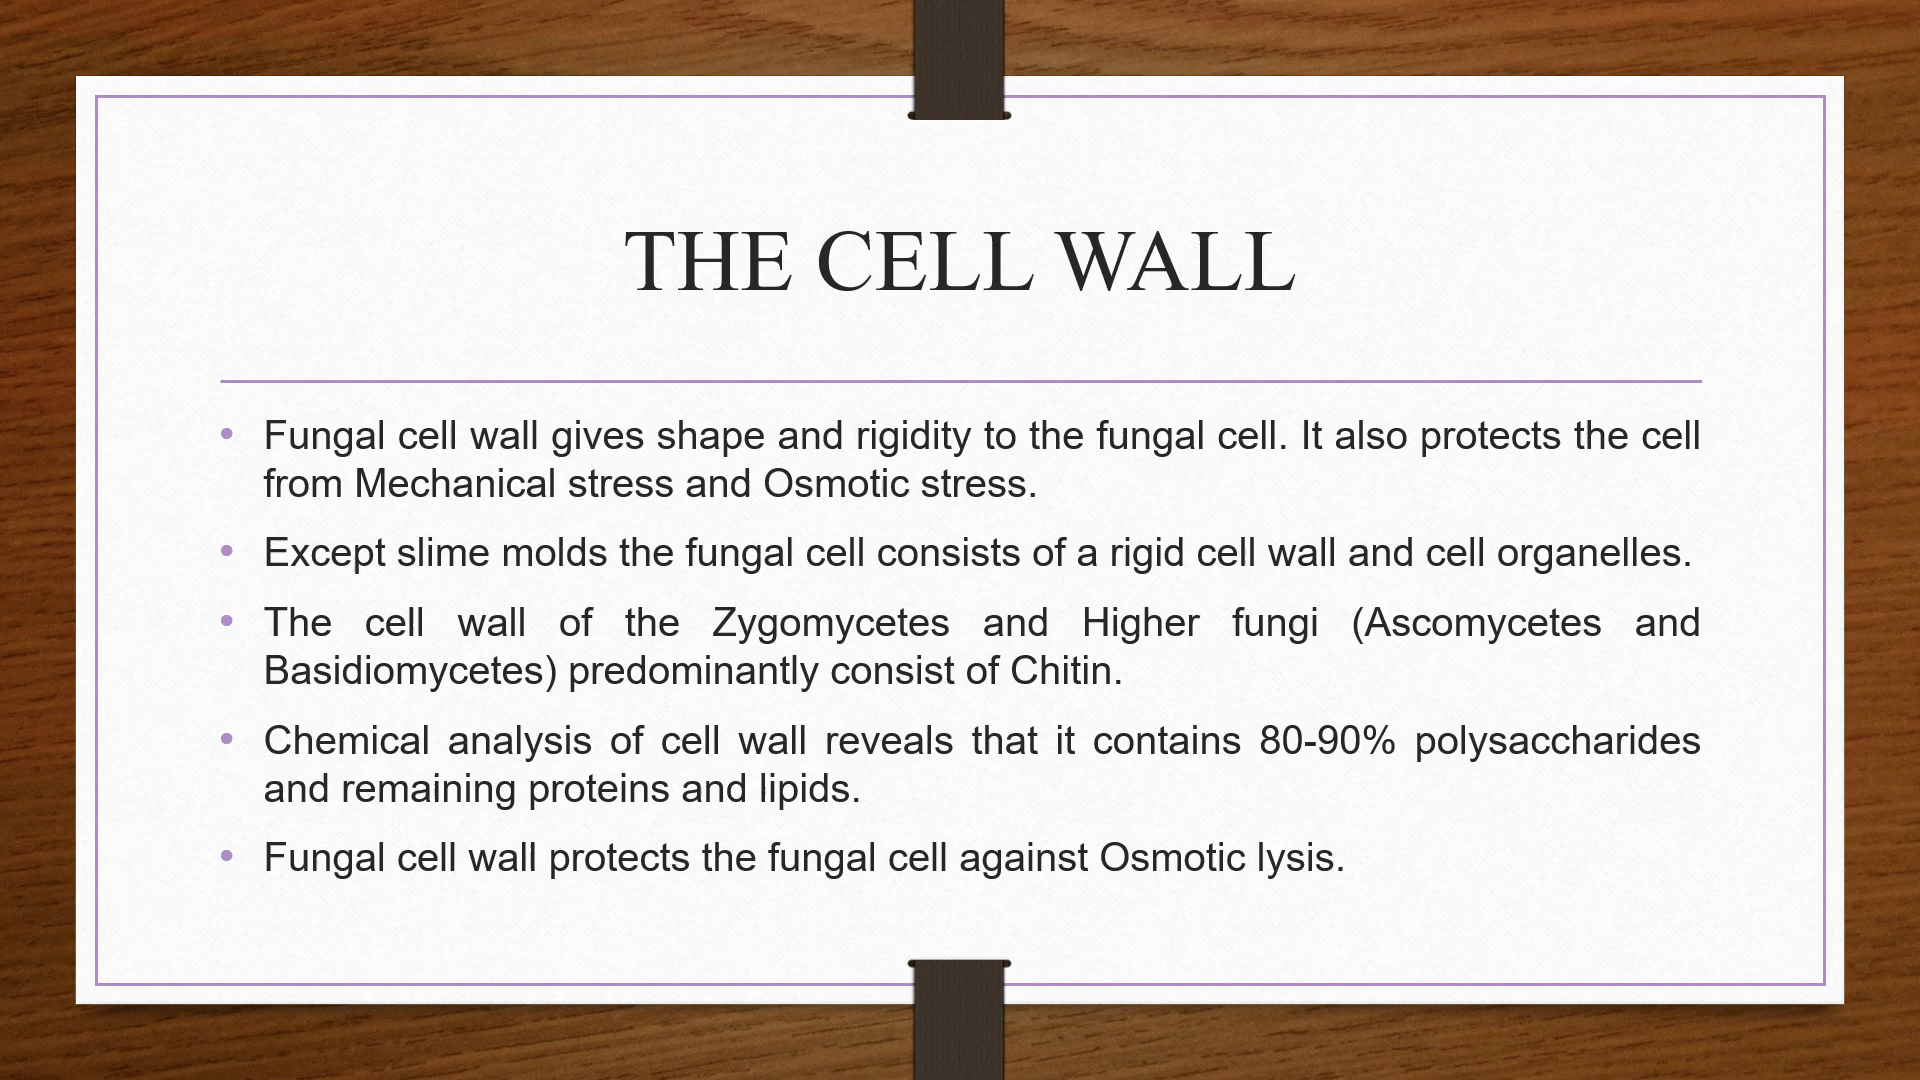 THE CELL WALL
• Fungal cell wall gives shape and rigidity to the fungal cell. It also protects the cell
from Mechanical stress and Osmotic stress.
• Except slime molds the fungal cell consists of a rigid cell wall and cell organelles.
• The cell wall of the Zygomycetes and Higher fungi (Ascomycetes and
Basidiomycetes) predominantly consist of Chitin.
• Chemical analysis of cell wall reveals that it contains 80-90% polysaccharides
and remaining proteins and lipids.
• Fungal cell wall protects the fungal cell against Osmotic lysis.